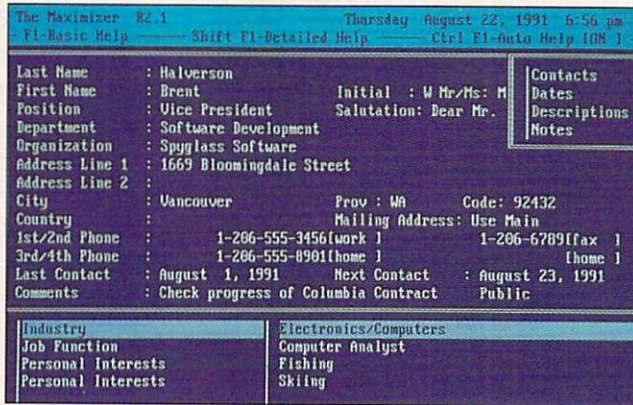 The Maximizer R2.1 Thursday August 22, 1991 6:56 pm
- F1-Basic Help ——— Shift F1-Detailed Help ——— Ctrl F1-Auto Help [ON ]
Last Name : Halverson
First Name : Brent Initial : W Mr/Ms: M
Position : Vice President Salutation: Dear Mr.
Department : Software Development
Organization : Spyglass Software
Address Line 1 : 1669 Bloomingdale Street
Address Line 2 :
City : Vancouver Prov : WA Code: 92432
Country : Mailing Address: Use Main
1st/2nd Phone : 1-206-555-3456[work ] 1-206-6789[fax ]
3rd/4th Phone : 1-206-555-8901[home ] [home ]
Last Contact : August 1, 1991 Next Contact : August 23, 1991
Comments : Check progress of Columbia Contract Public
Contacts
Dates
Descriptions
Notes
Industry Electronics/Computers
Job Function Computer Analyst
Personal Interests Fishing
Personal Interests Skiing